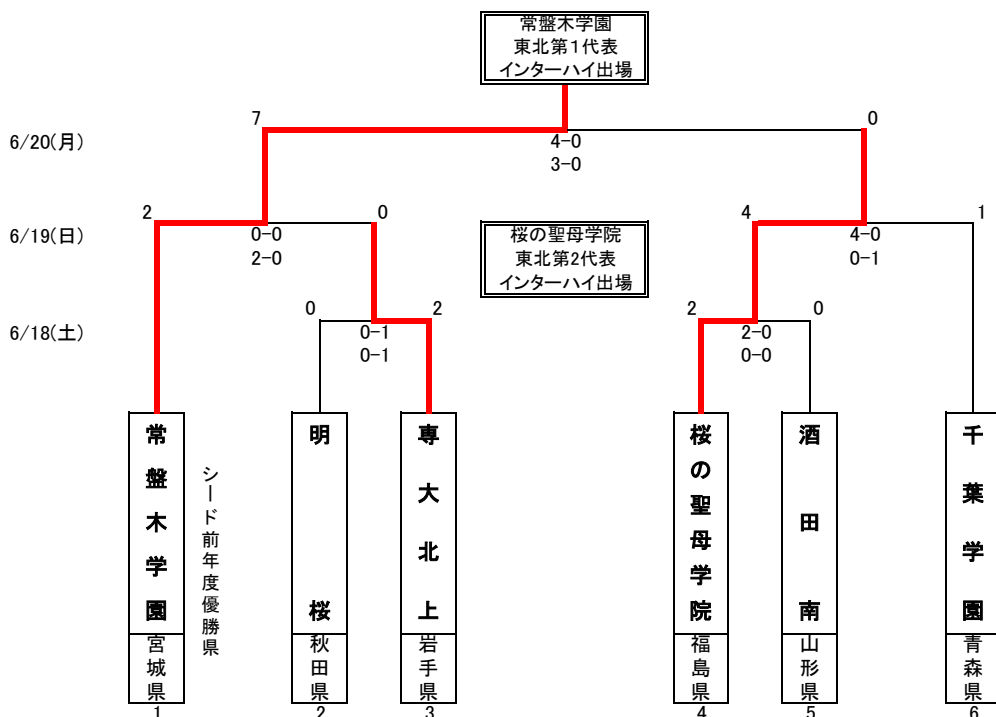 常盤木学園
東北第1代表
インターハイ出場
7
0
6/20(月)
4-0
3-0
2
0
4
1
6/19(日)
0-0
2-0
桜の聖母学院
東北第2代表
インターハイ出場
4-0
0-1
0
2
2
0
6/18(土)
0-1
0-1
2-0
0-0
常盤木学園
宮城県
1
シード前年度優勝県
明桜
秋田県
2
専大北上
岩手県
3
桜の聖母学院
福島県
4
酒田南
山形県
5
千葉学園
青森県
6